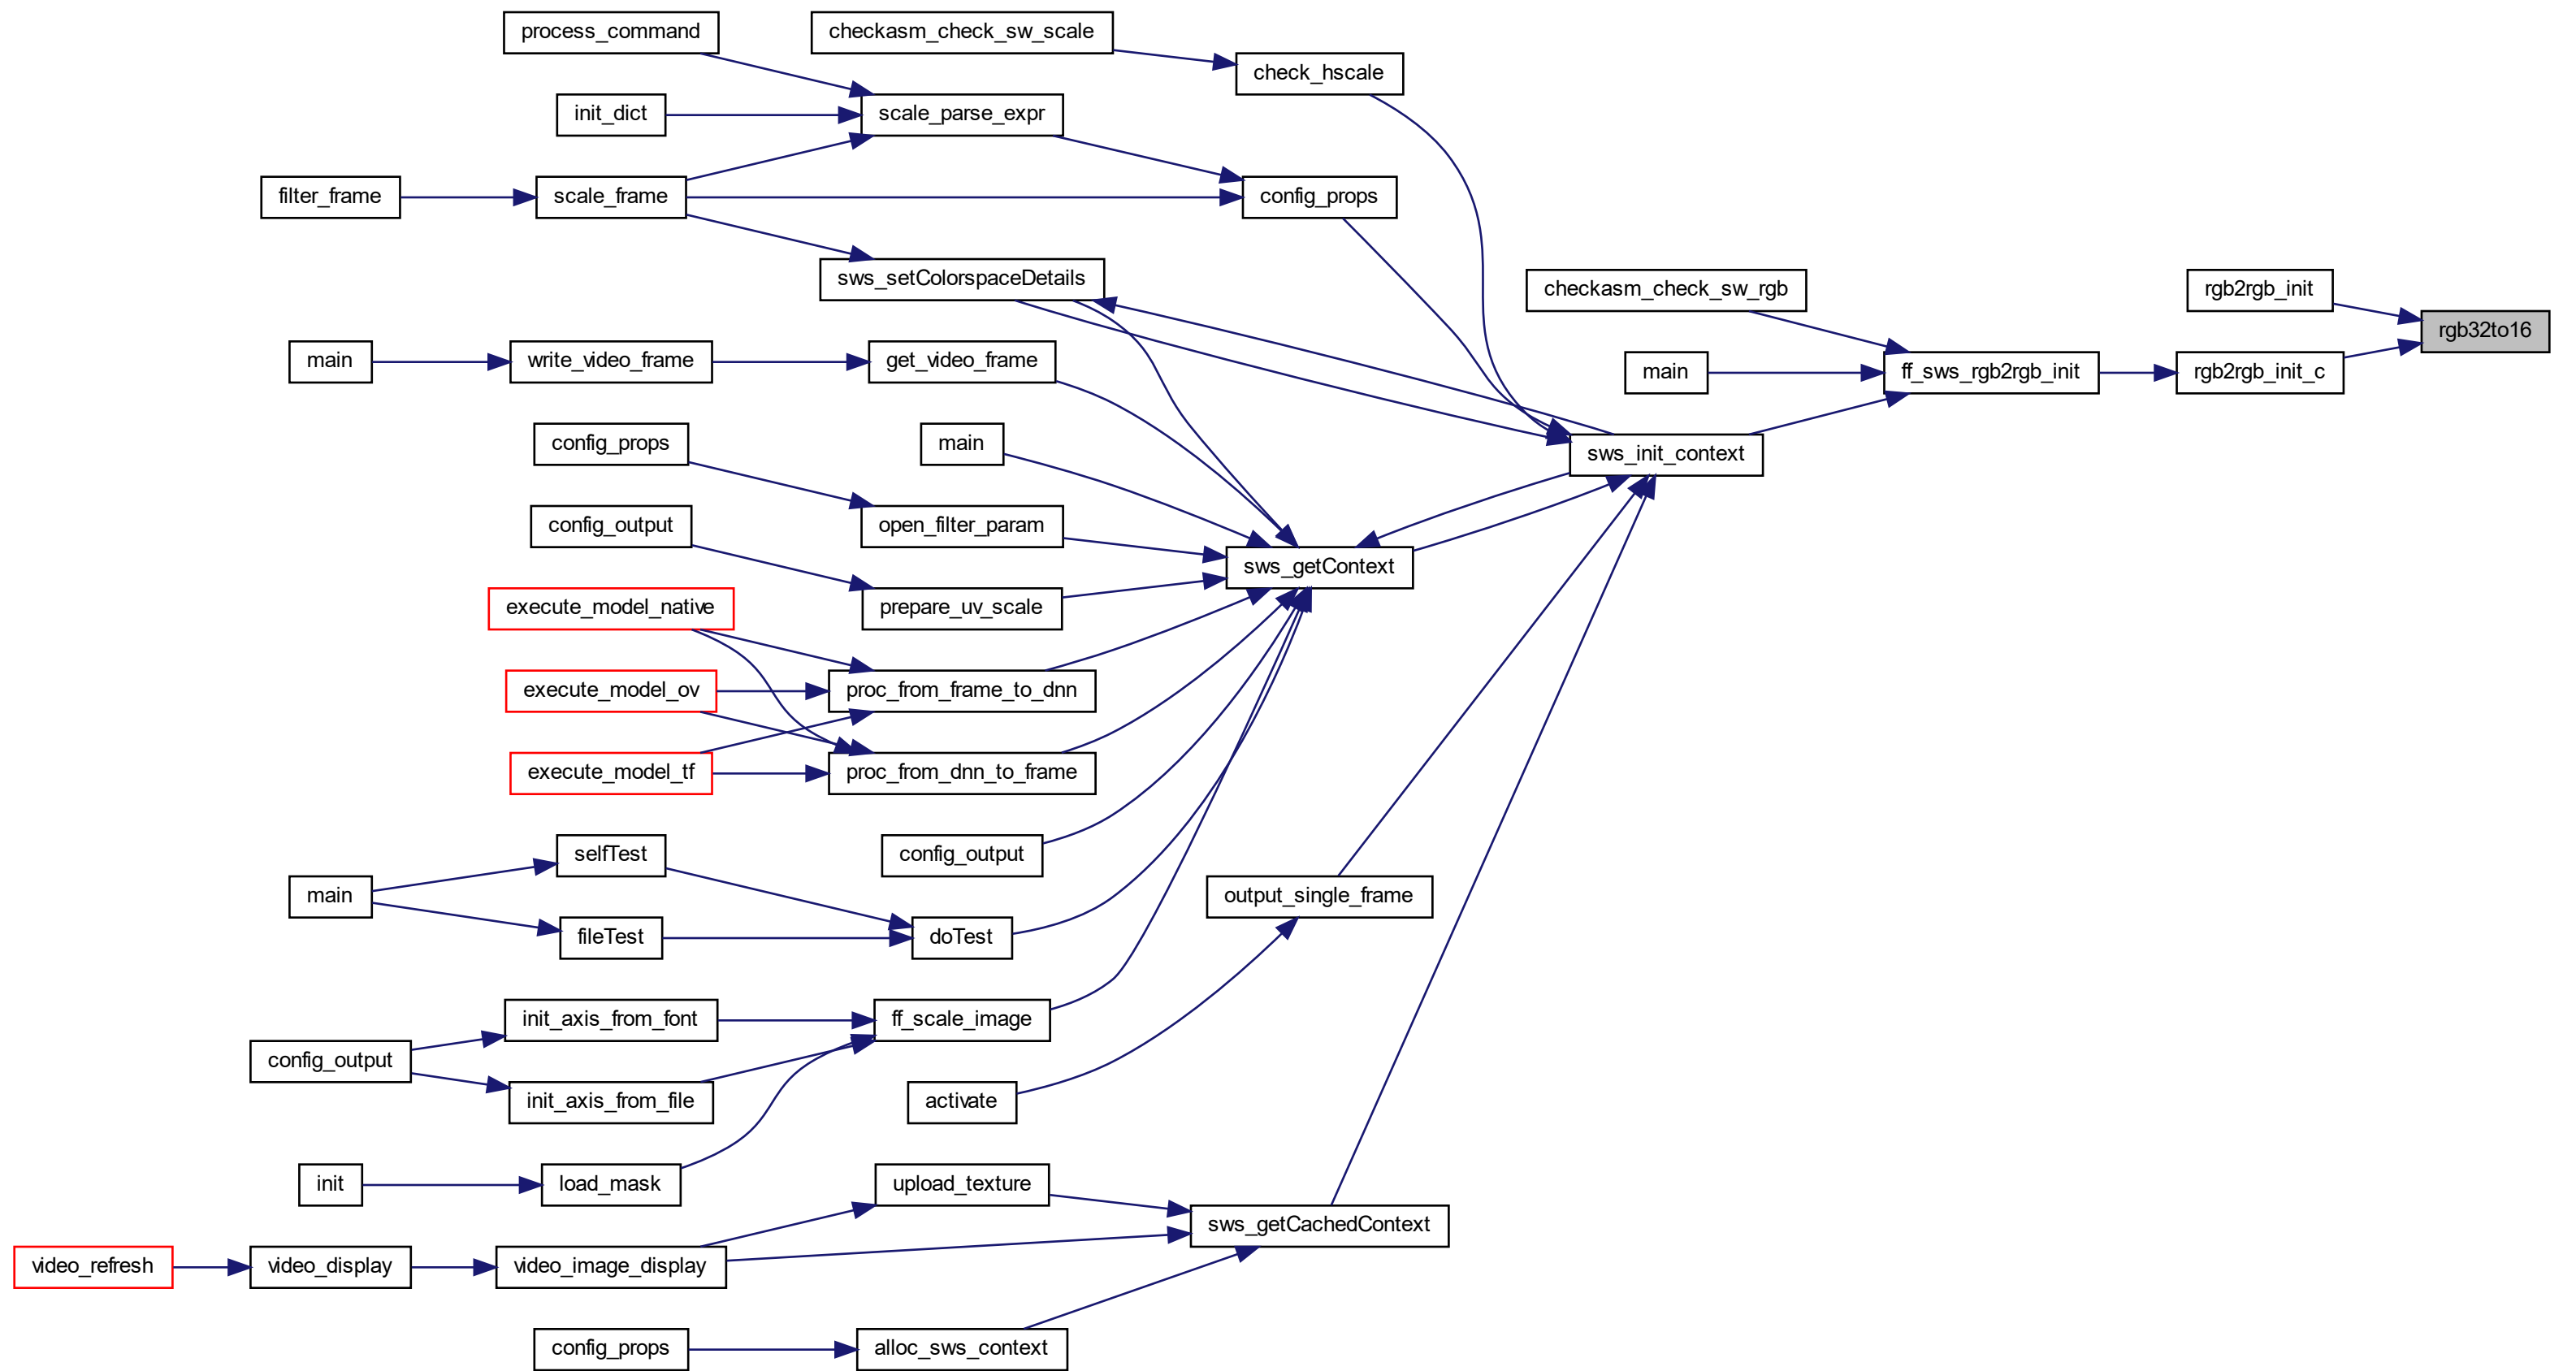 process_command
checkasm_check_sw_scale
check_hscale
init_dict
scale_parse_expr
filter_frame
scale_frame
config_props
sws_setColorspaceDetails
checkasm_check_sw_rgb
rgb2rgb_init
rgb32to16
main
write_video_frame
get_video_frame
main
ff_sws_rgb2rgb_init
rgb2rgb_init_c
config_props
main
sws_init_context
config_output
open_filter_param
sws_getContext
execute_model_native
prepare_uv_scale
execute_model_ov
proc_from_frame_to_dnn
execute_model_tf
proc_from_dnn_to_frame
selfTest
config_output
main
output_single_frame
fileTest
doTest
init_axis_from_font
ff_scale_image
config_output
init_axis_from_file
activate
init
load_mask
upload_texture
sws_getCachedContext
video_refresh
video_display
video_image_display
config_props
alloc_sws_context